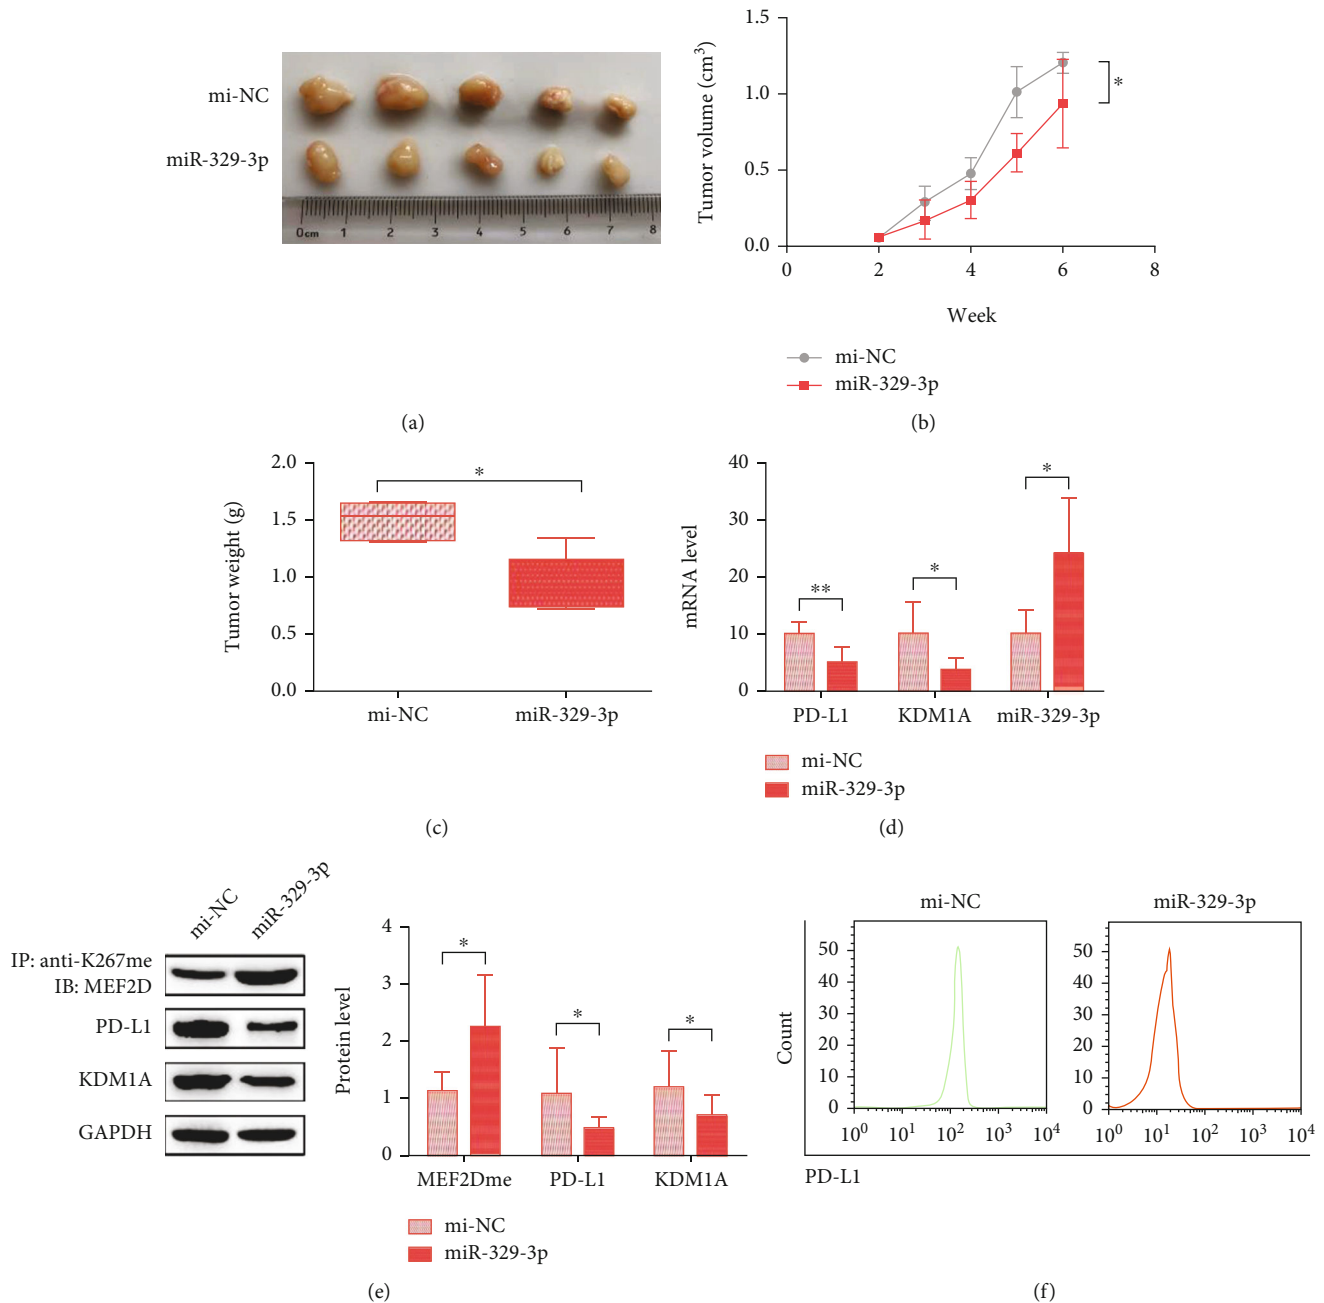 mi-NC
miR-329-3p
0cm 1 2 3 4 5 6 7 8
(a)
Tumor volume (cm³)
1.5
1.0
0.5
0.0
0 2 4 6 8
*
Week
mi-NC
miR-329-3p
(b)
Tumor weight (g)
2.0
1.5
1.0
0.5
0.0
*
mi-NC miR-329-3p
(c)
mRNA level
40
30
20
10
0
** * *
PD-L1 KDM1A miR-329-3p
mi-NC
miR-329-3p
(d)
mi-NC miR-329-3p
IP: anti-K267me
IB: MEF2D
PD-L1
KDM1A
GAPDH
Protein level
4
3
2
1
0
* * *
MEF2Dme PD-L1 KDM1A
mi-NC
miR-329-3p
(e)
mi-NC miR-329-3p
Count
50 50
40 40
30 30
20 20
10 10
0 0
10⁰ 10¹ 10² 10³ 10⁴ 10⁰ 10¹ 10² 10³ 10⁴
PD-L1
(f)